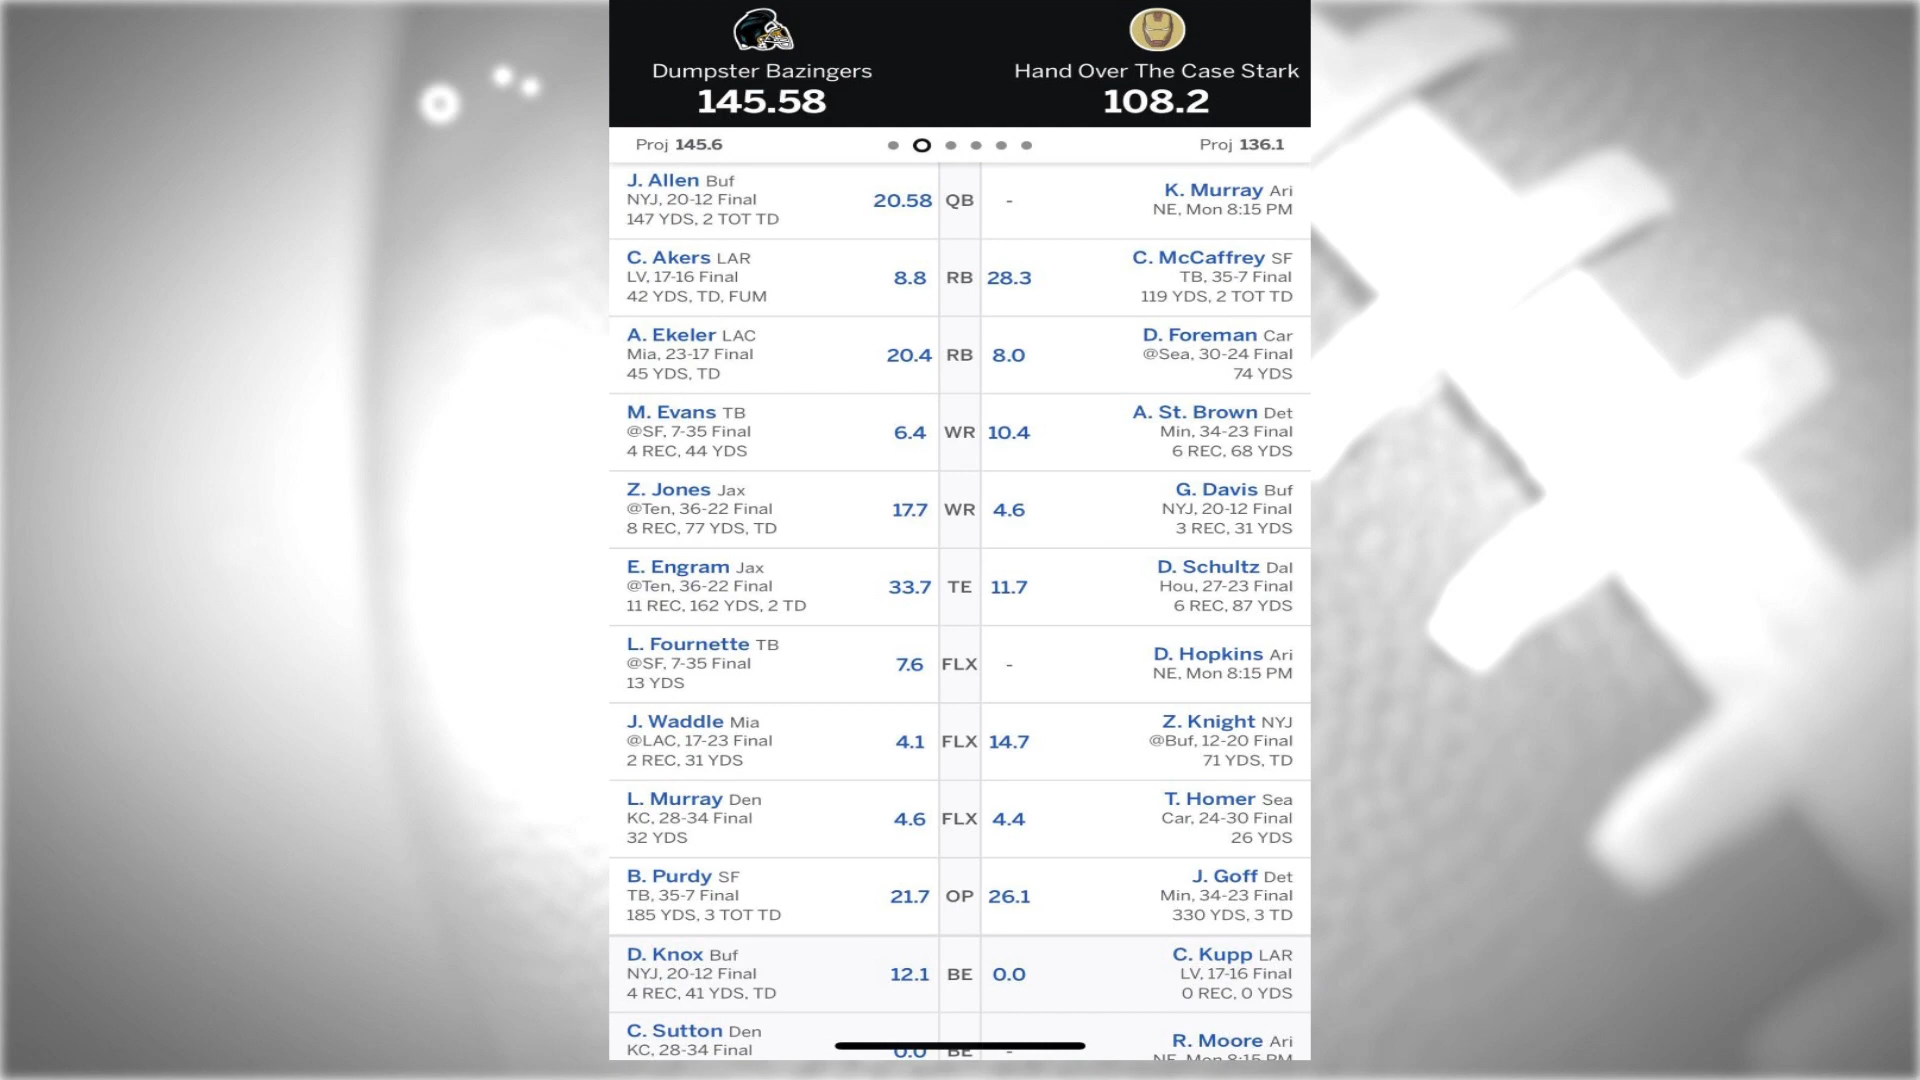 Dumpster Bazingers
145.58
Hand Over The Case Stark
108.2
Proj 145.6
Proj 136.1
J. Allen Buf
NYJ, 20-12 Final
147 YDS, 2 TOT TD
20.58 QB -
K. Murray Ari
NE, Mon 8:15 PM
C. Akers LAR
LV, 17-16 Final
42 YDS, TD, FUM
8.8 RB 28.3
C. McCaffrey SF
TB, 35-7 Final
119 YDS, 2 TOT TD
A. Ekeler LAC
Mia, 23-17 Final
45 YDS, TD
20.4 RB 8.0
D. Foreman Car
@Sea, 30-24 Final
74 YDS
M. Evans TB
@SF, 7-35 Final
4 REC, 44 YDS
6.4 WR 10.4
A. St. Brown Det
Min, 34-23 Final
6 REC, 68 YDS
Z. Jones Jax
@Ten, 36-22 Final
8 REC, 77 YDS, TD
17.7 WR 4.6
G. Davis Buf
NYJ, 20-12 Final
3 REC, 31 YDS
E. Engram Jax
@Ten, 36-22 Final
11 REC, 162 YDS, 2 TD
33.7 TE 11.7
D. Schultz Dal
Hou, 27-23 Final
6 REC, 87 YDS
L. Fournette TB
@SF, 7-35 Final
13 YDS
7.6 FLX -
D. Hopkins Ari
NE, Mon 8:15 PM
J. Waddle Mia
@LAC, 17-23 Final
2 REC, 31 YDS
4.1 FLX 14.7
Z. Knight NYJ
@Buf, 12-20 Final
71 YDS, TD
L. Murray Den
KC, 28-34 Final
32 YDS
4.6 FLX 4.4
T. Homer Sea
Car, 24-30 Final
26 YDS
B. Purdy SF
TB, 35-7 Final
185 YDS, 3 TOT TD
21.7 OP 26.1
J. Goff Det
Min, 34-23 Final
330 YDS, 3 TD
D. Knox Buf
NYJ, 20-12 Final
4 REC, 41 YDS, TD
12.1 BE 0.0
C. Kupp LAR
LV, 17-16 Final
0 REC, 0 YDS
C. Sutton Den
KC, 28-34 Final
0.0 BE -
R. Moore Ari
NE, Mon 8:15 PM